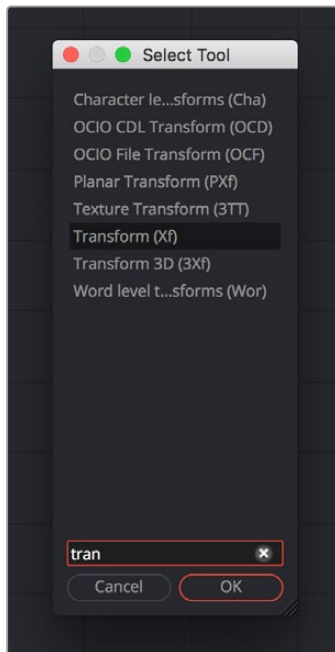 Select Tool
Character le...sforms (Cha)
OCIO CDL Transform (OCD)
OCIO File Transform (OCF)
Planar Transform (PXf)
Texture Transform (3TT)
Transform (Xf)
Transform 3D (3Xf)
Word level t...sforms (Wor)
tran
Cancel OK